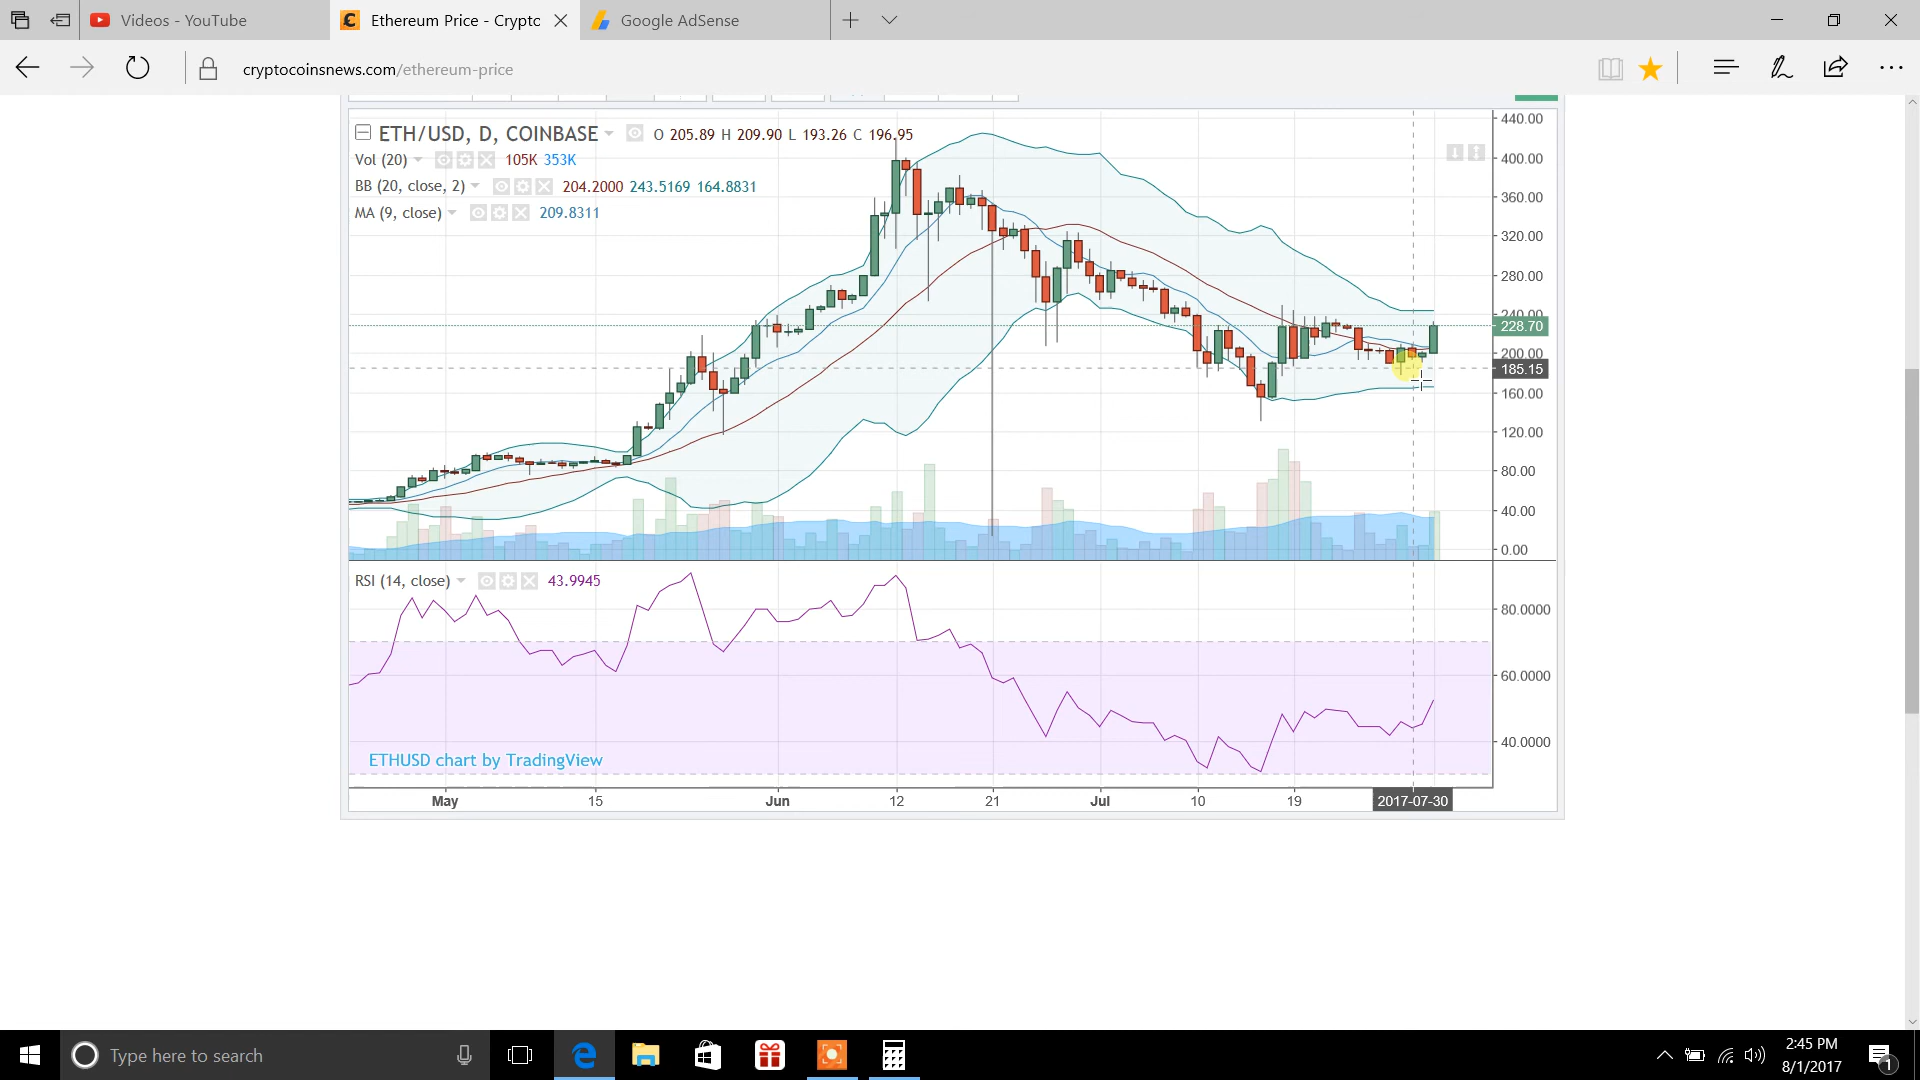 Videos - YouTube
Ethereum Price - Crypto
Google AdSense
cryptocoinsnews.com/ethereum-price
ETH/USD, D, COINBASE O 205.89 H 209.90 L 193.26 C 196.95
Vol (20) 105K 353K
BB (20, close, 2) 204.2000 243.5169 164.8831
MA (9, close) 209.8311
440.00
400.00
360.00
320.00
280.00
240.00
228.70
200.00
185.15
160.00
120.00
80.00
40.00
0.00
RSI (14, close) 43.9945
80.0000
60.0000
40.0000
ETHUSD chart by TradingView
May 15 Jun 12 21 Jul 10 19 2017-07-30
Type here to search
2:45 PM
8/1/2017
1